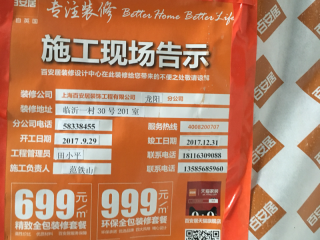 百安居
专注装修 Better Home Better Life
施工现场告示
百安居装修设计中心在此装修给您带来的不便之处敬请谅解
装修公司 上海百安居装饰工程有限公司 龙阳 分公司
装修地址 临沂一村30号201室
分公司电话 58338455 服务热线 4008200707
开工日期 2017.9.29 竣工日期 2017.12.31
工程管理员 田小平 联系电话 18116309088
施工负责人 范铁山 联系电话 13585685960
699元/㎡ 999元/㎡
精致全包装修套餐 环保全包装修套餐
百安居